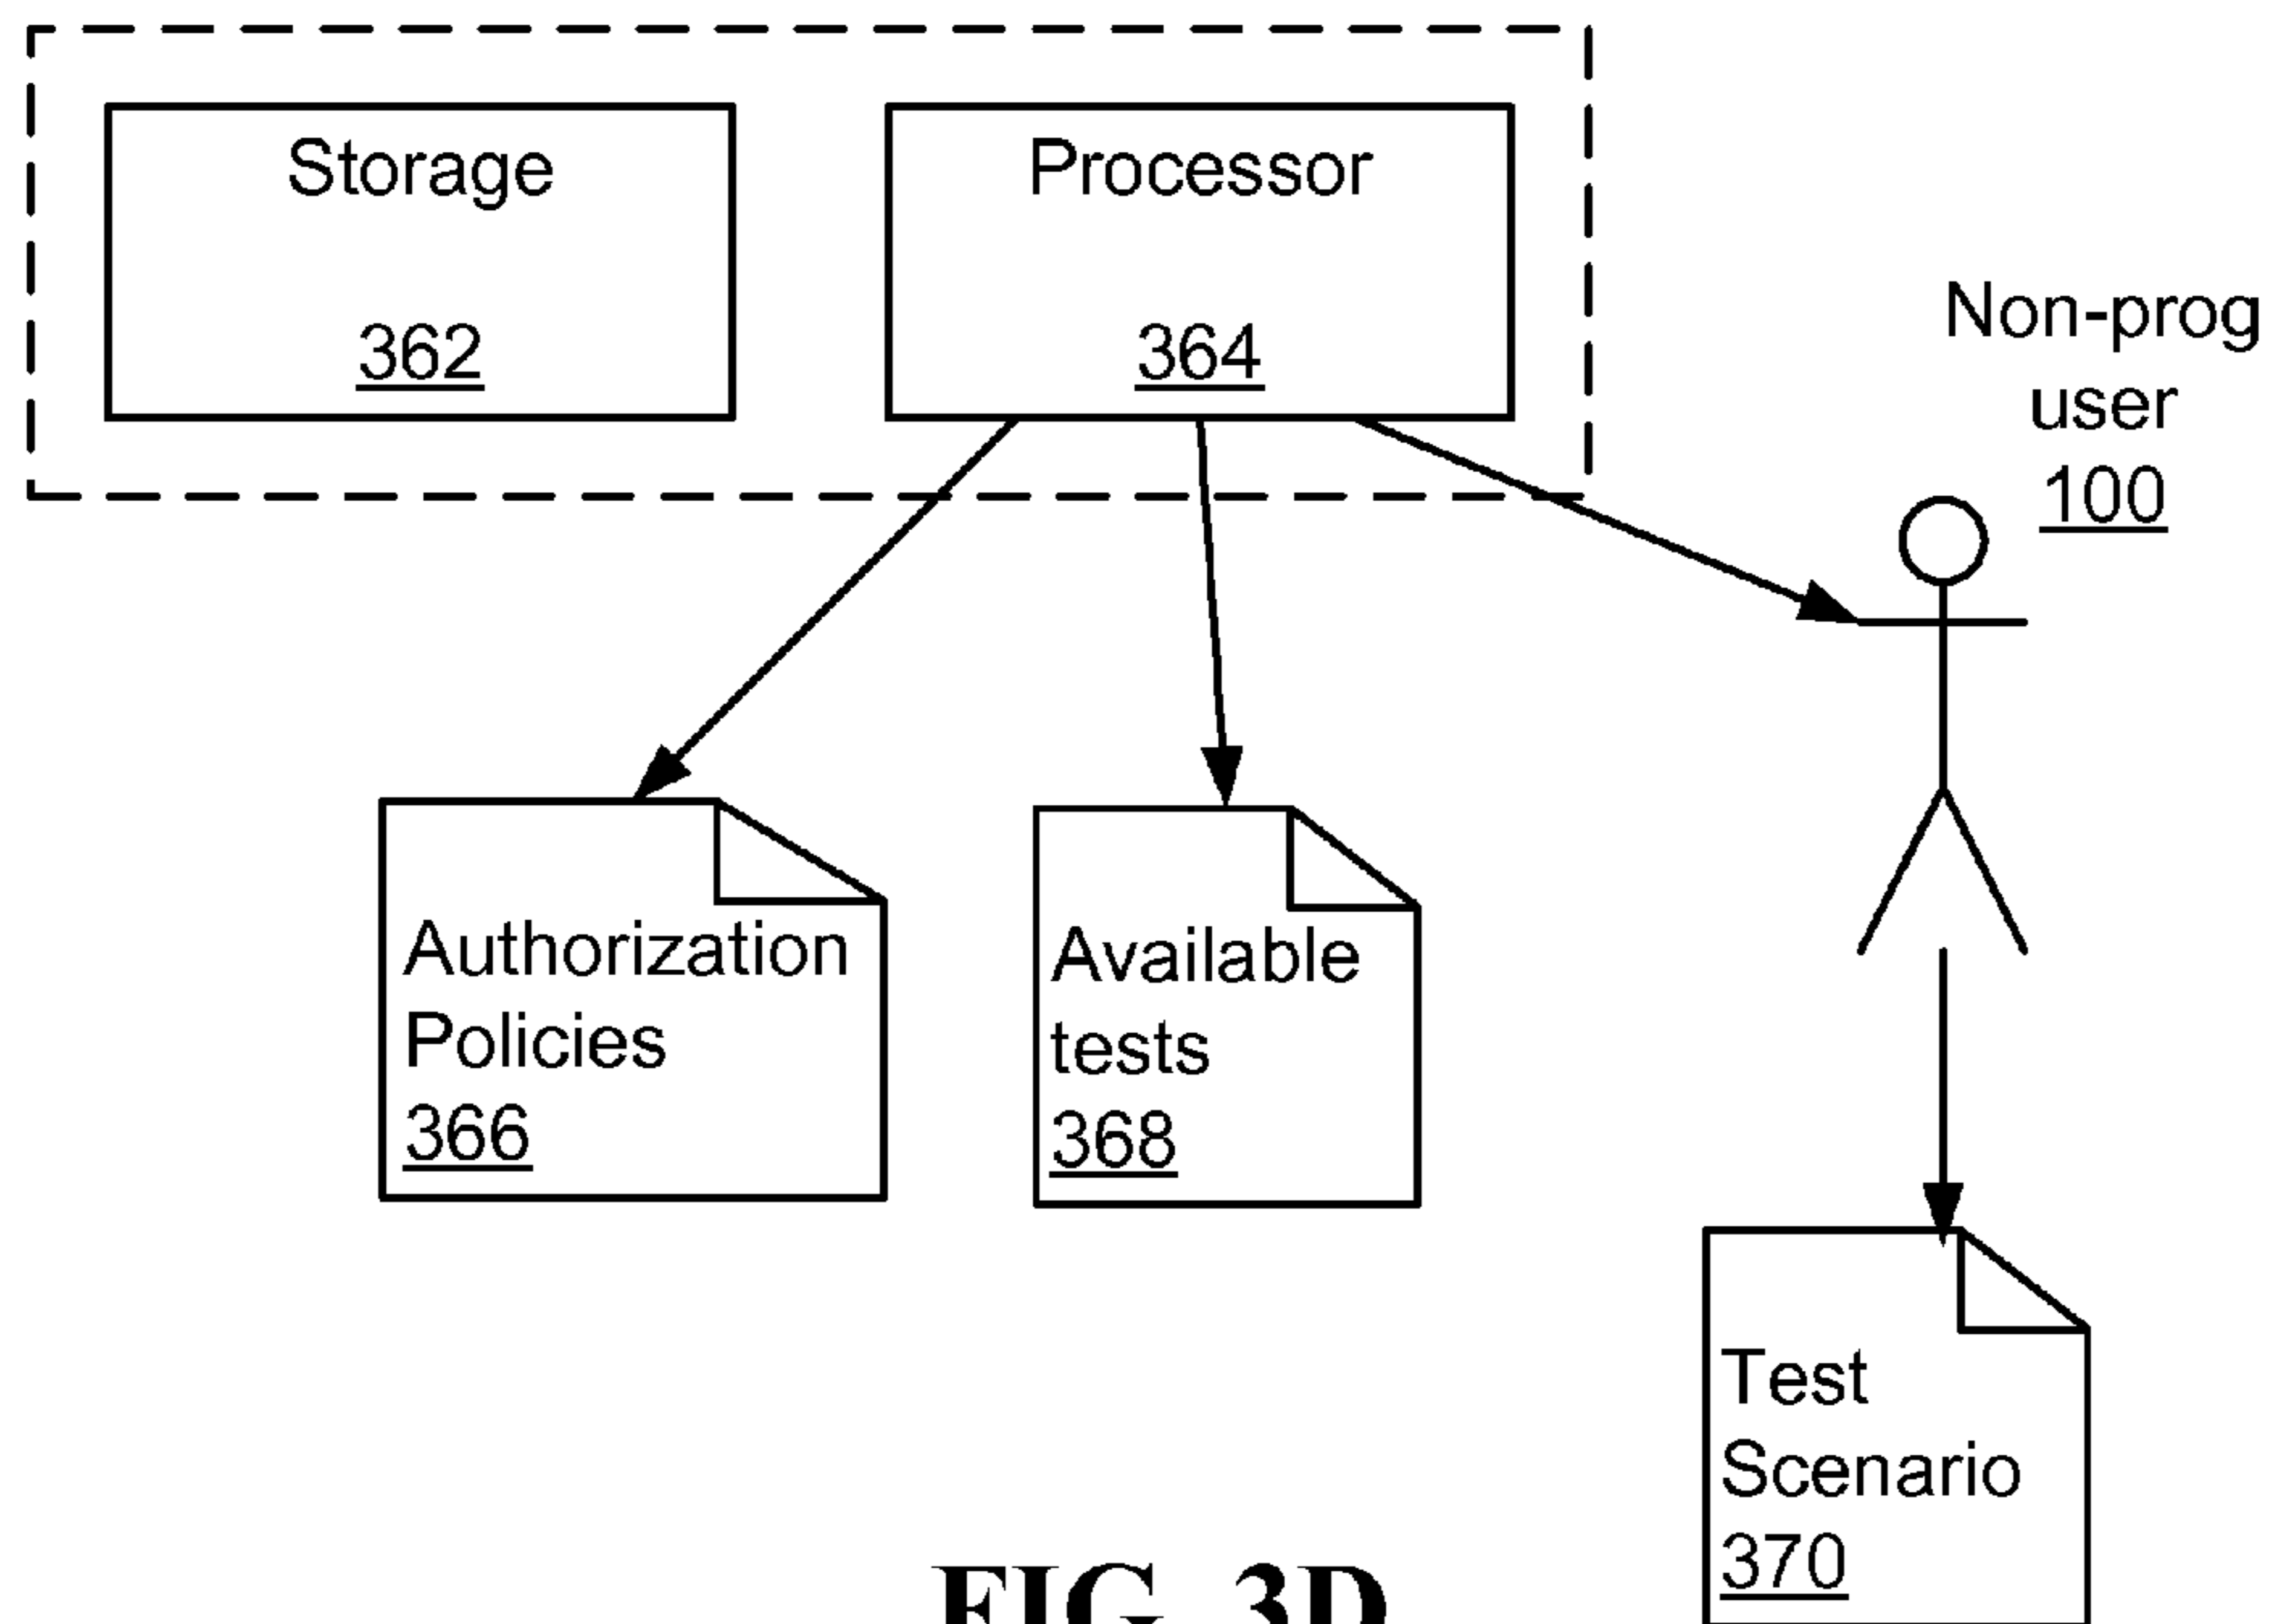 Storage
362
Processor
364
Non-prog
user
100
Authorization
Policies
366
Available
tests
368
Test
Scenario
370
FIG. 3D